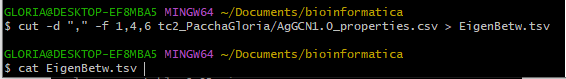 GLORIA@DESKTOP-EF8MBA5 MINGW64 ~/Documents/bioinformatica
$ cut -d "," -f 1,4,6 tc2_PacchaGloria/AgGCN1.0_properties.csv > EigenBetw.tsv
GLORIA@DESKTOP-EF8MBA5 MINGW64 ~/Documents/bioinformatica
$ cat EigenBetw.tsv